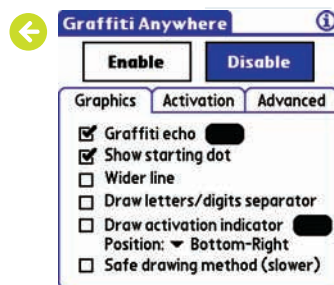 Graffiti Anywhere
Enable Disable
Graphics Activation Advanced
Graffiti echo
Show starting dot
Wider line
Draw letters/digits separator
Draw activation indicator
Position: Bottom-Right
Safe drawing method (slower)